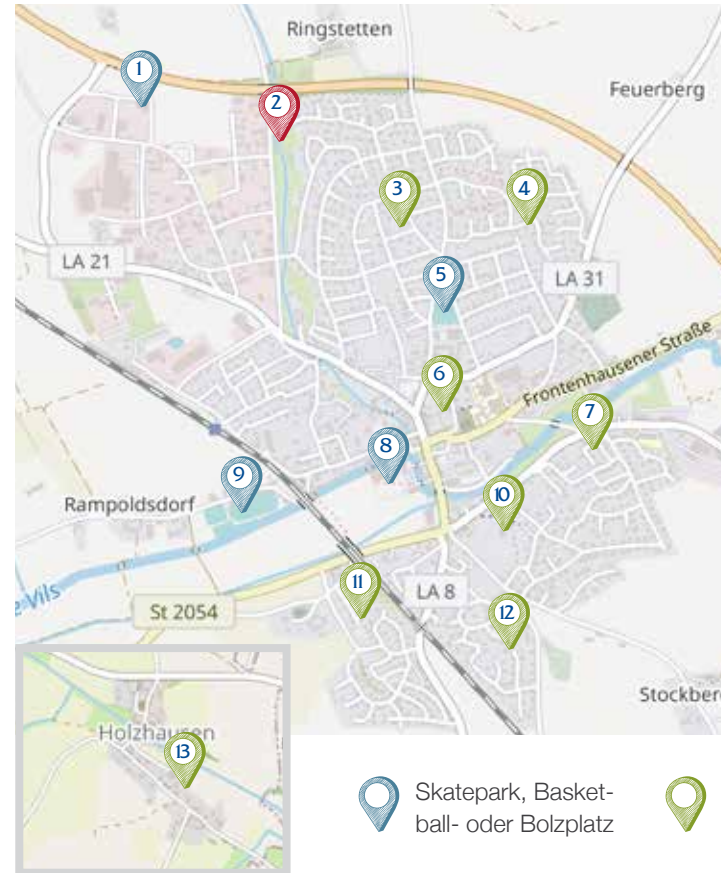 Ringstetten
1
Feuerberg
2
3
4
LA 21
5
LA 31
Frontenhausener Straße
6
7
8
9
Rampoldsdorf
10
e Vils
11
LA 8
St 2054
12
Stockberg
Holzhausen
13
Skatepark, Basket-
ball- oder Bolzplatz